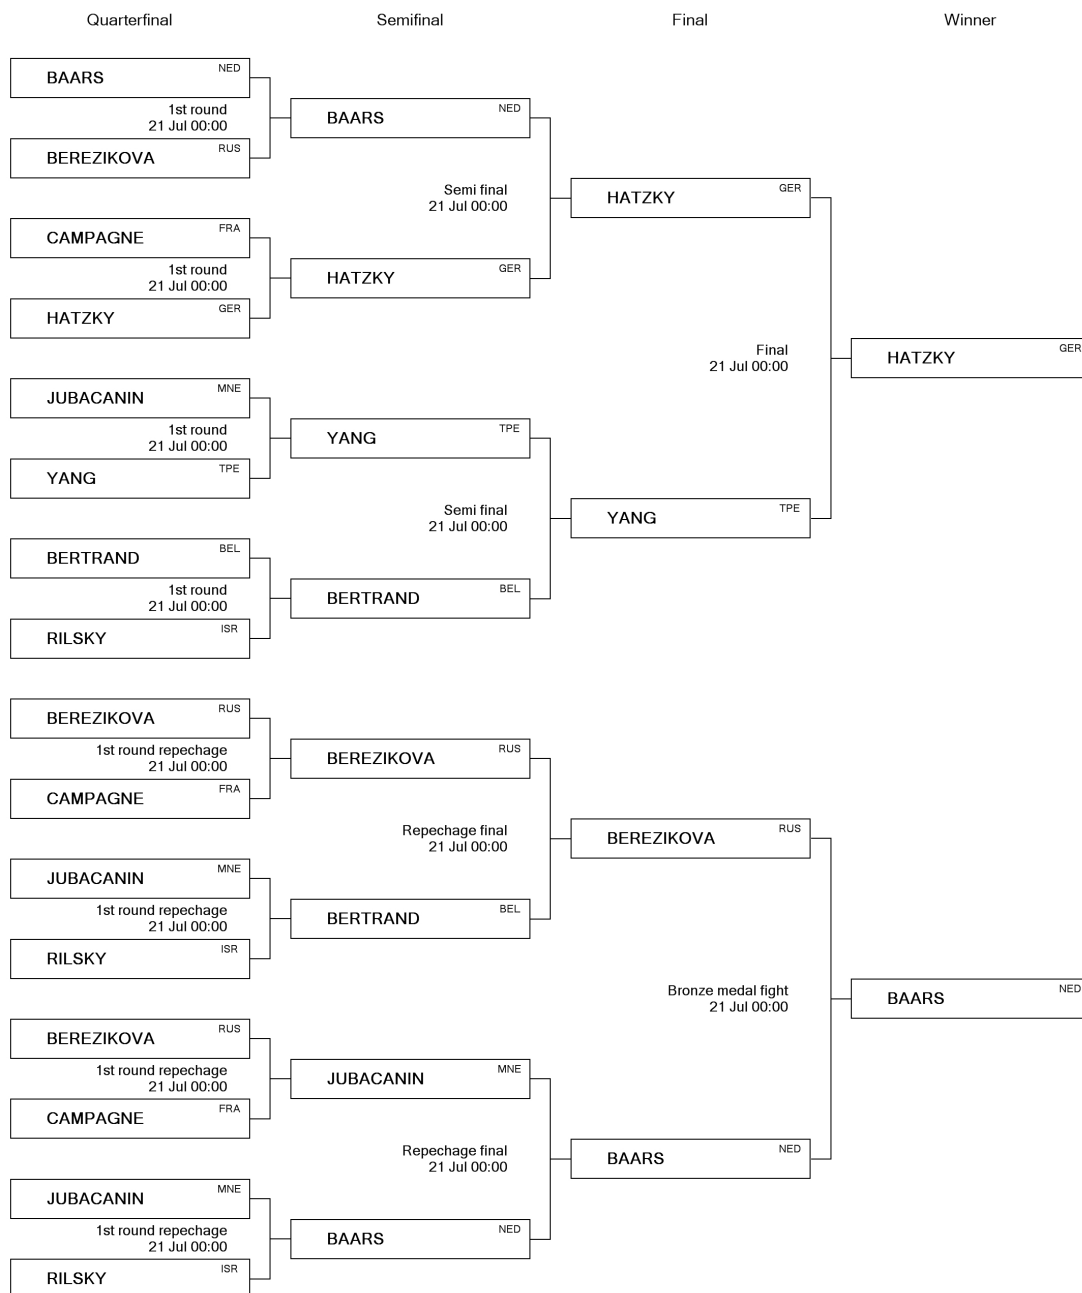 Quarterfinal Semifinal Final Winner
BAARS NED
1st round
21 Jul 00:00
BEREZIKOVA RUS
BAARS NED
Semi final
21 Jul 00:00
CAMPAGNE FRA
1st round
21 Jul 00:00
HATZKY GER
HATZKY GER
HATZKY GER
Final
21 Jul 00:00
HATZKY GER
JUBACANIN MNE
1st round
21 Jul 00:00
YANG TPE
YANG TPE
Semi final
21 Jul 00:00
YANG TPE
BERTRAND BEL
1st round
21 Jul 00:00
RILSKY ISR
BERTRAND BEL
BEREZIKOVA RUS
1st round repechage
21 Jul 00:00
CAMPAGNE FRA
BEREZIKOVA RUS
Repechage final
21 Jul 00:00
BEREZIKOVA RUS
JUBACANIN MNE
1st round repechage
21 Jul 00:00
RILSKY ISR
BERTRAND BEL
Bronze medal fight
21 Jul 00:00
BAARS NED
BEREZIKOVA RUS
1st round repechage
21 Jul 00:00
CAMPAGNE FRA
JUBACANIN MNE
Repechage final
21 Jul 00:00
BAARS NED
JUBACANIN MNE
1st round repechage
21 Jul 00:00
RILSKY ISR
BAARS NED